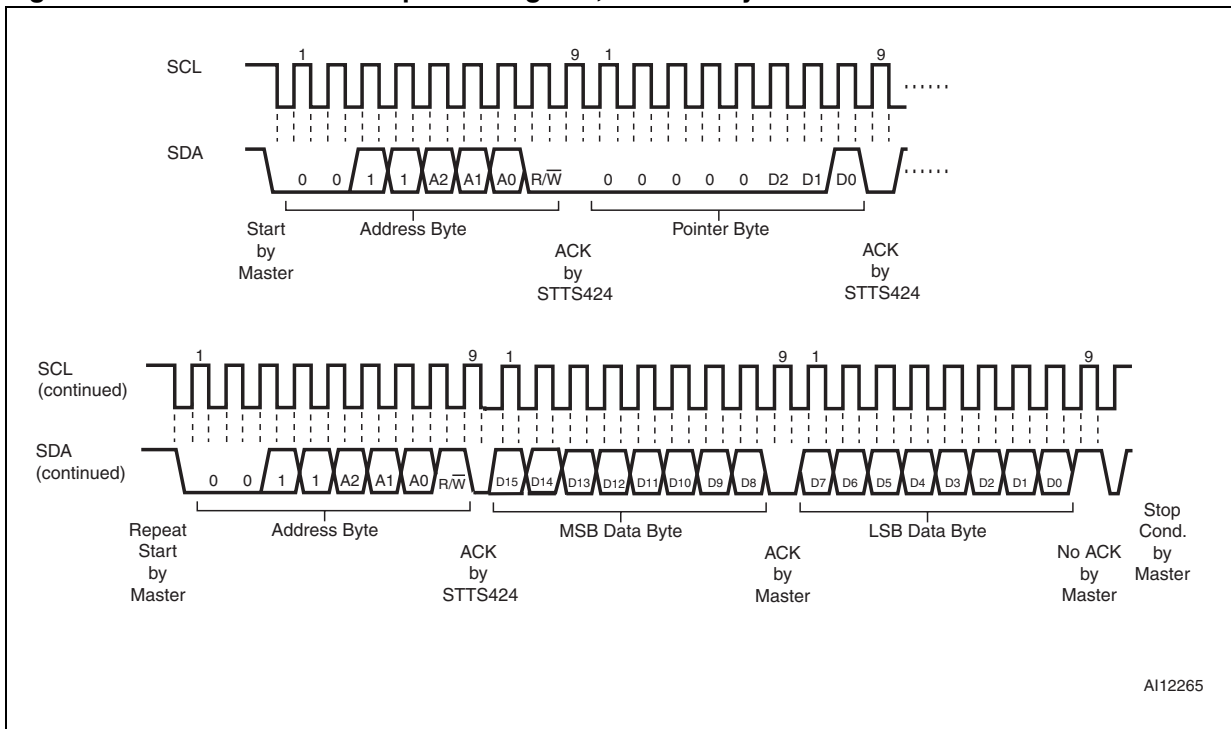 1 9 1 9
SCL
SDA
0 0 1 1 A2 A1 A0 R/W 0 0 0 0 0 D2 D1 D0
Start
by
Master
Address Byte
ACK
by
STTS424
Pointer Byte
ACK
by
STTS424
1 9 1 9 1 9
SCL
(continued)
SDA
(continued)
0 0 1 1 A2 A1 A0 R/W D15 D14 D13 D12 D11 D10 D9 D8 D7 D6 D5 D4 D3 D2 D1 D0
Repeat
Start
by
Master
Address Byte
ACK
by
STTS424
MSB Data Byte
ACK
by
Master
LSB Data Byte
No ACK
by
Master
Stop
Cond.
by
Master
AI12265